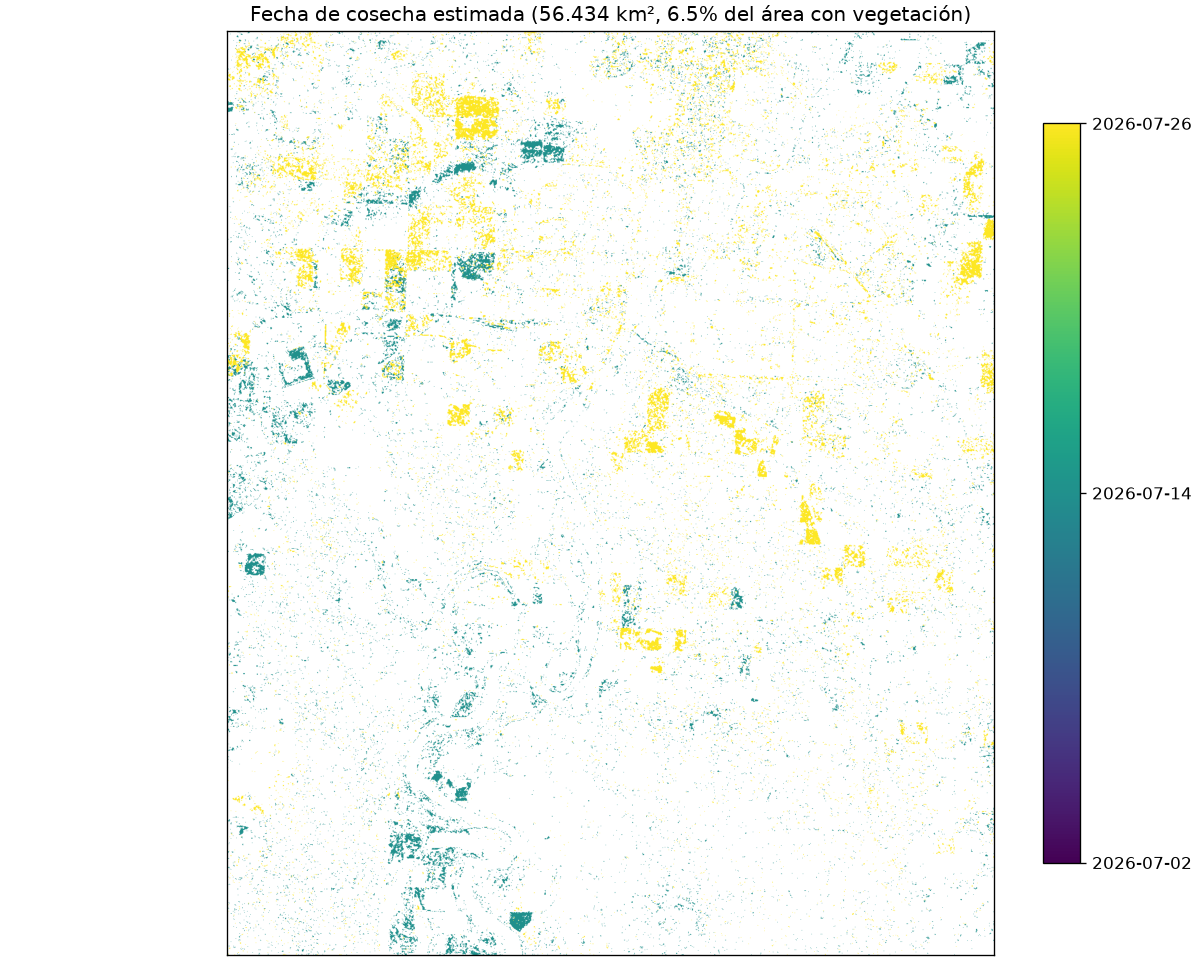 Fecha de cosecha estimada (56.434 km², 6.5% del área con vegetación)
2026-07-26
2026-07-14
2026-07-02